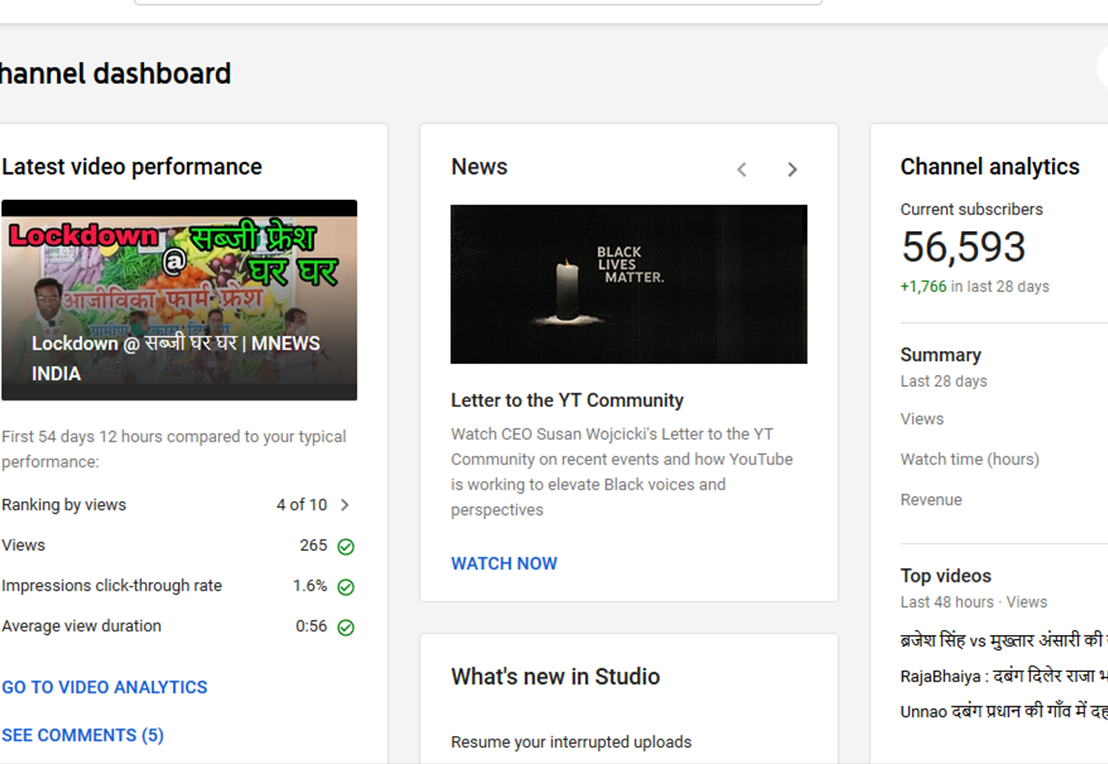 hannel dashboard
Latest video performance
Lockdown
@
सब्जी फ्रेश
घर घर
आजीविका फार्म फ्रेश
Lockdown @ सब्जी घर घर | MNEWS
INDIA
First 54 days 12 hours compared to your typical
performance:
Ranking by views 4 of 10
Views 265
Impressions click-through rate 1.6%
Average view duration 0:56
GO TO VIDEO ANALYTICS
SEE COMMENTS (5)
News
BLACK
LIVES
MATTER.
Letter to the YT Community
Watch CEO Susan Wojcicki's Letter to the YT
Community on recent events and how YouTube
is working to elevate Black voices and
perspectives
WATCH NOW
What's new in Studio
Resume your interrupted uploads
Channel analytics
Current subscribers
56,593
+1,766 in last 28 days
Summary
Last 28 days
Views
Watch time (hours)
Revenue
Top videos
Last 48 hours · Views
ब्रजेश सिंह vs मुख्तार अंसारी की
RajaBhaiya : दबंग दिलेर राजा
Unnao दबंग प्रधान की गाँव में